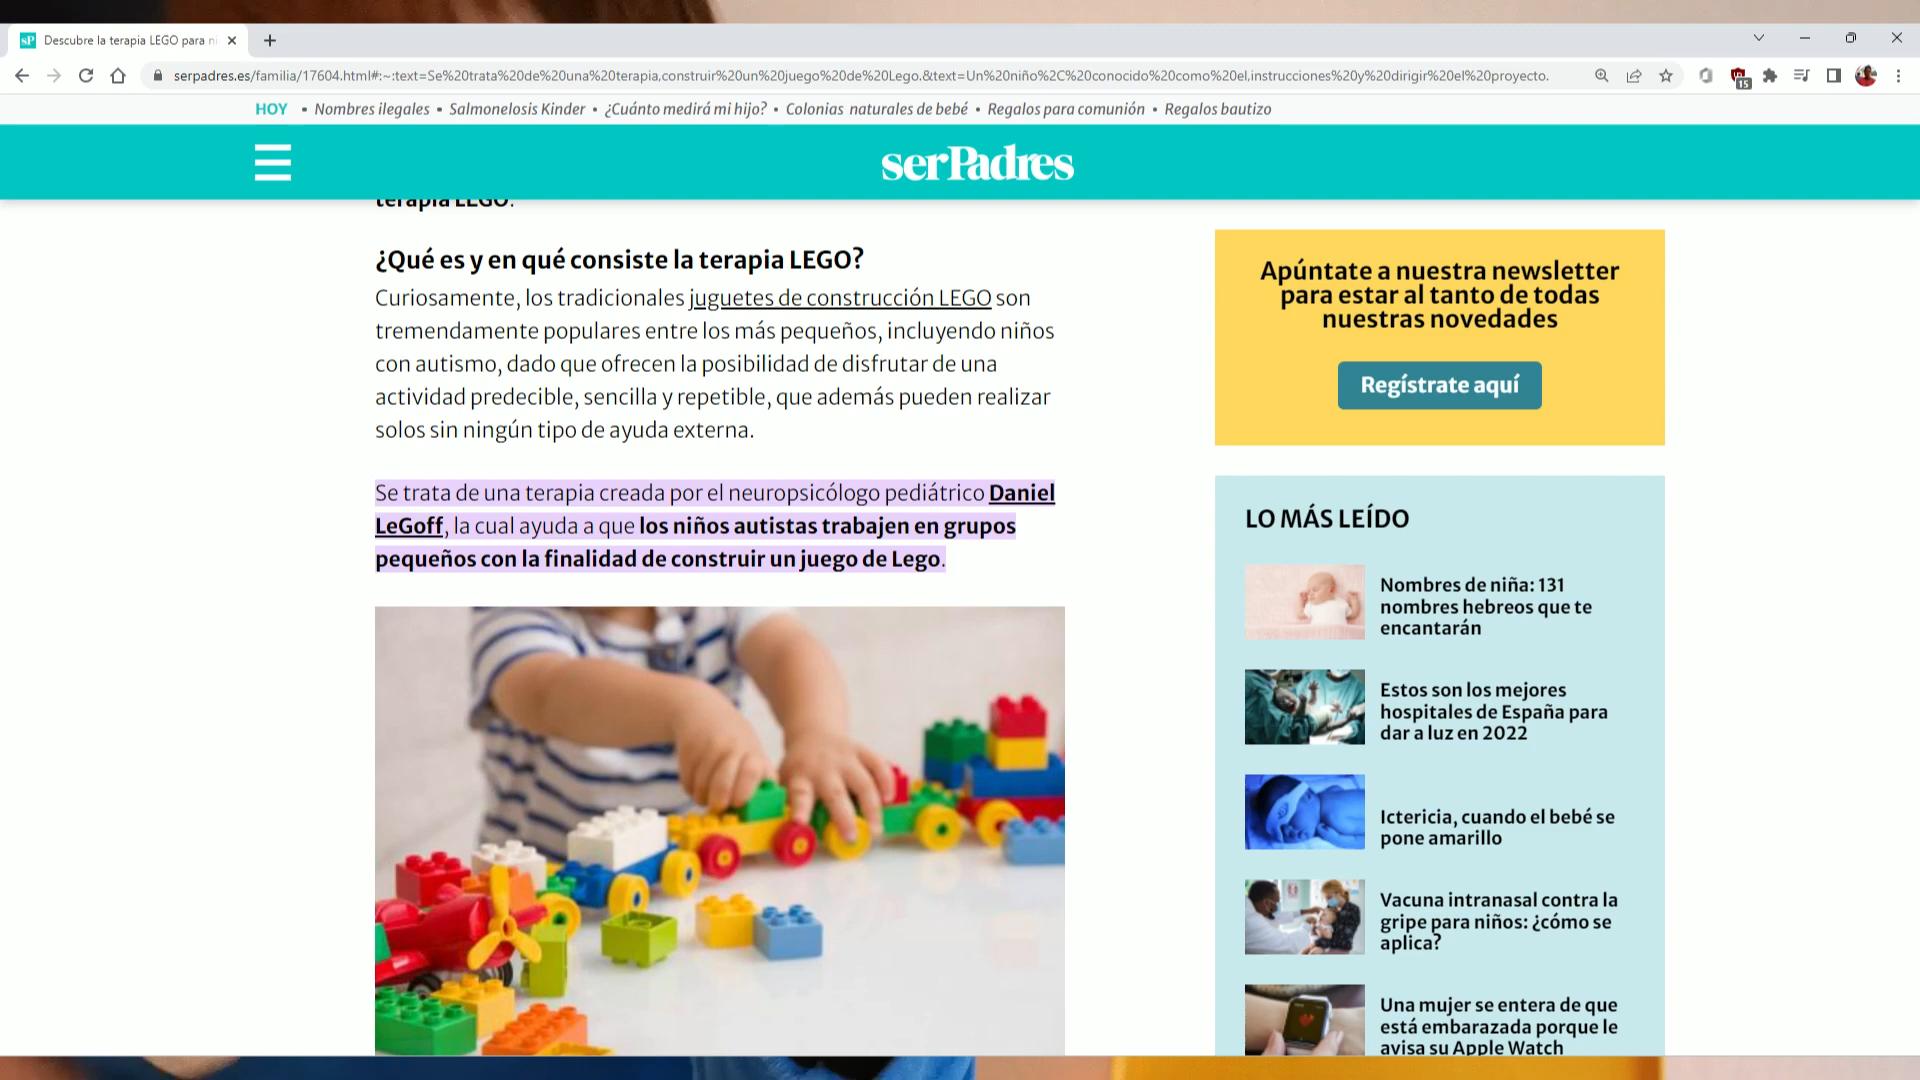 sP Descubre la terapia LEGO para ni
serpadres.es/familia/17604.html#:~:text=Se%20trata%20de%20una%20terapia,construir%20un%20juego%20de%20Lego.&text=Un%20niño%2C%20conocido%20como%20el,instrucciones%20y%20dirigir%20el%20proyecto.
15
HOY • Nombres ilegales • Salmonelosis Kinder • ¿Cuánto medirá mi hijo? • Colonias naturales de bebé • Regalos para comunión • Regalos bautizo
serPadres
terapia LEGO.
¿Qué es y en qué consiste la terapia LEGO?
Curiosamente, los tradicionales juguetes de construcción LEGO son
tremendamente populares entre los más pequeños, incluyendo niños
con autismo, dado que ofrecen la posibilidad de disfrutar de una
actividad predecible, sencilla y repetible, que además pueden realizar
solos sin ningún tipo de ayuda externa.
Se trata de una terapia creada por el neuropsicólogo pediátrico Daniel
LeGoff, la cual ayuda a que los niños autistas trabajen en grupos
pequeños con la finalidad de construir un juego de Lego.
Apúntate a nuestra newsletter
para estar al tanto de todas
nuestras novedades
Regístrate aquí
LO MÁS LEÍDO
Nombres de niña: 131
nombres hebreos que te
encantarán
Estos son los mejores
hospitales de España para
dar a luz en 2022
Ictericia, cuando el bebé se
pone amarillo
Vacuna intranasal contra la
gripe para niños: ¿cómo se
aplica?
Una mujer se entera de que
está embarazada porque le
avisa su Apple Watch